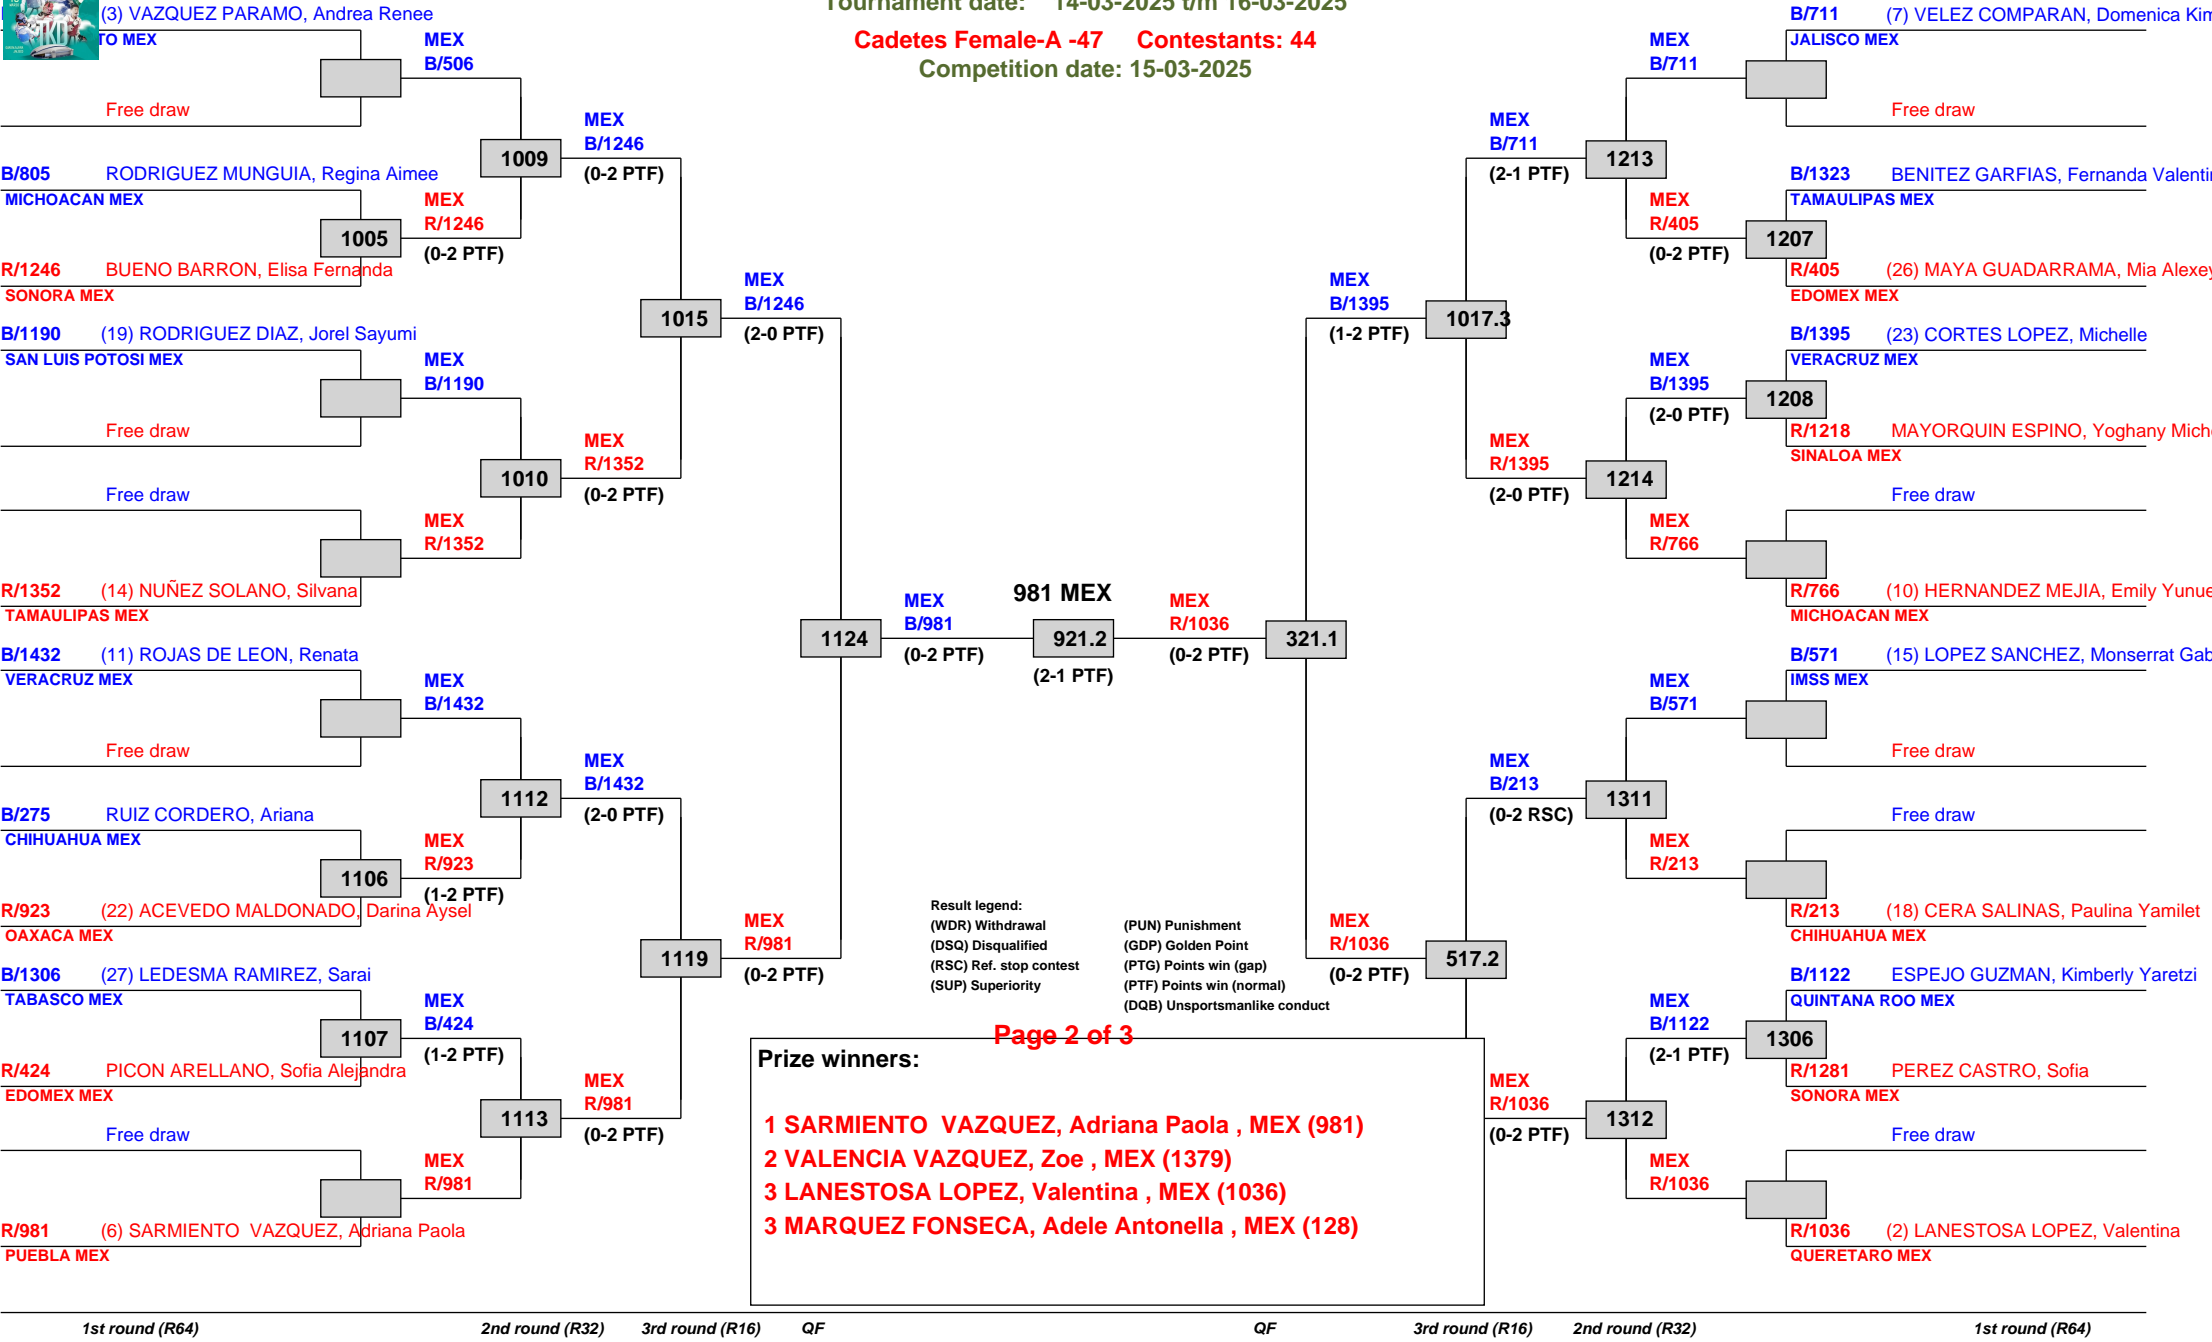 Tournament date: 14-03-2025 t/m 16-03-2025
Cadetes Female-A -47 Contestants: 44
Competition date: 15-03-2025
(3) VAZQUEZ PARAMO, Andrea Renee
TO MEX
MEX
B/506
Free draw
1009
MEX
B/1246
(0-2 PTF)
B/805 RODRIGUEZ MUNGUIA, Regina Aimee
MICHOACAN MEX
1005
MEX
R/1246
(0-2 PTF)
R/1246 BUENO BARRON, Elisa Fernanda
SONORA MEX
1015
MEX
B/1246
(2-0 PTF)
B/1190 (19) RODRIGUEZ DIAZ, Jorel Sayumi
SAN LUIS POTOSI MEX
MEX
B/1190
Free draw
1010
MEX
R/1352
(0-2 PTF)
Free draw
MEX
R/1352
R/1352 (14) NUÑEZ SOLANO, Silvana
TAMAULIPAS MEX
1124
MEX
B/981
(0-2 PTF)
B/1432 (11) ROJAS DE LEON, Renata
VERACRUZ MEX
MEX
B/1432
Free draw
1112
MEX
B/1432
(2-0 PTF)
B/275 RUIZ CORDERO, Ariana
CHIHUAHUA MEX
1106
MEX
R/923
(1-2 PTF)
R/923 (22) ACEVEDO MALDONADO, Darina Aysel
OAXACA MEX
1119
MEX
R/981
(0-2 PTF)
B/1306 (27) LEDESMA RAMIREZ, Sarai
TABASCO MEX
1107
MEX
B/424
(1-2 PTF)
R/424 PICON ARELLANO, Sofia Alejandra
EDOMEX MEX
1113
MEX
R/981
(0-2 PTF)
Free draw
MEX
R/981
R/981 (6) SARMIENTO VAZQUEZ, Adriana Paola
PUEBLA MEX
981 MEX
921.2
(2-1 PTF)
MEX
R/1036
(0-2 PTF)
321.1
B/711 (7) VELEZ COMPARAN, Domenica
JALISCO MEX
MEX
B/711
Free draw
MEX
B/711
(2-1 PTF)
1213
B/1323 BENITEZ GARFIAS, Fernanda
TAMAULIPAS MEX
MEX
R/405
(0-2 PTF)
1207
R/405 (26) MAYA GUADARRAMA, Mia
EDOMEX MEX
MEX
B/1395
(1-2 PTF)
1017.3
B/1395 (23) CORTES LOPEZ, Michelle
VERACRUZ MEX
MEX
B/1395
(2-0 PTF)
1208
R/1218 MAYORQUIN ESPINO, Yoghany
SINALOA MEX
MEX
R/1395
(2-0 PTF)
1214
Free draw
MEX
R/766
R/766 (10) HERNANDEZ MEJIA, Emily
MICHOACAN MEX
B/571 (15) LOPEZ SANCHEZ, Monserrat
IMSS MEX
MEX
B/571
Free draw
MEX
B/213
(0-2 RSC)
1311
Free draw
MEX
R/213
R/213 (18) CERA SALINAS, Paulina Yamilet
CHIHUAHUA MEX
MEX
R/1036
(0-2 PTF)
517.2
B/1122 ESPEJO GUZMAN, Kimberly Yaretzi
QUINTANA ROO MEX
MEX
B/1122
(2-1 PTF)
1306
R/1281 PEREZ CASTRO, Sofia
SONORA MEX
MEX
R/1036
(0-2 PTF)
1312
Free draw
MEX
R/1036
R/1036 (2) LANESTOSA LOPEZ, Valentina
QUERETARO MEX
Result legend:
(WDR) Withdrawal (PUN) Punishment
(DSQ) Disqualified (GDP) Golden Point
(RSC) Ref. stop contest (PTG) Points win (gap)
(SUP) Superiority (PTF) Points win (normal)
(DQB) Unsportsmanlike conduct
Page 2 of 3
Prize winners:
1 SARMIENTO VAZQUEZ, Adriana Paola , MEX (981)
2 VALENCIA VAZQUEZ, Zoe , MEX (1379)
3 LANESTOSA LOPEZ, Valentina , MEX (1036)
3 MARQUEZ FONSECA, Adele Antonella , MEX (128)
1st round (R64) 2nd round (R32) 3rd round (R16) QF QF 3rd round (R16) 2nd round (R32) 1st round (R64)